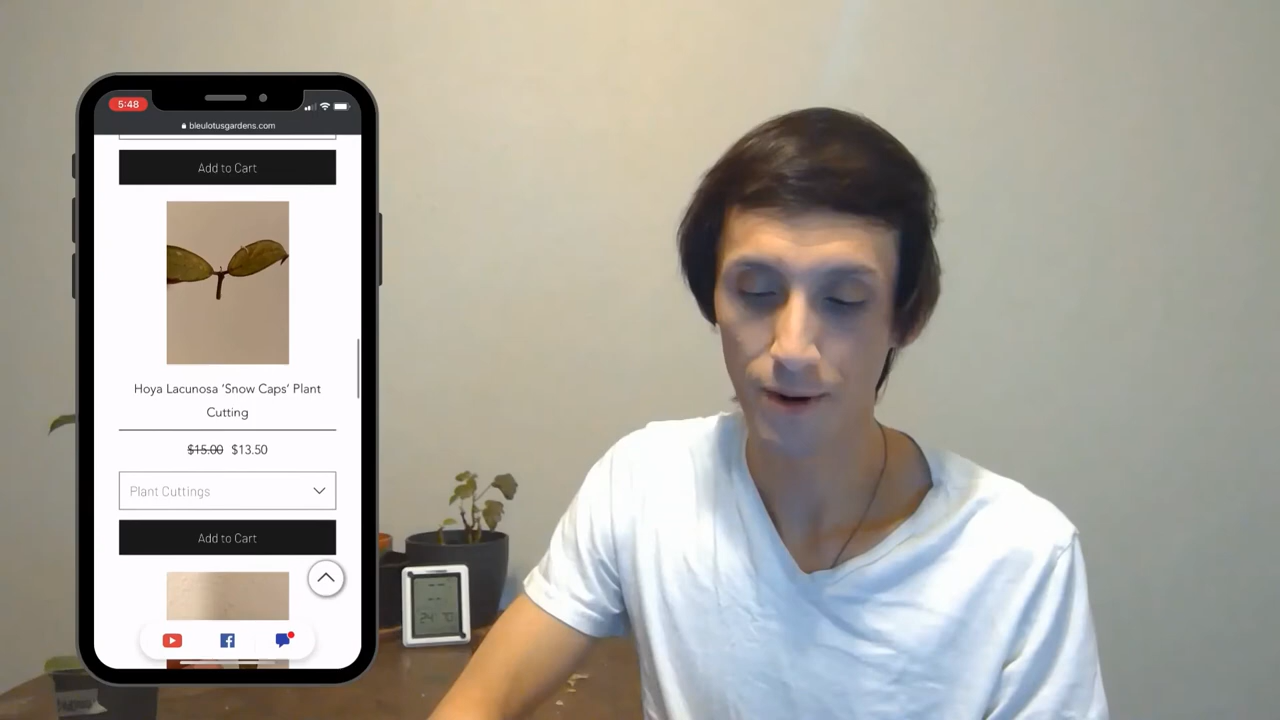 5:48
bleulotusgardens.com
Add to Cart
Hoya Lacunosa ‘Snow Caps’ Plant
Cutting
$15.00 $13.50
Plant Cuttings
Add to Cart